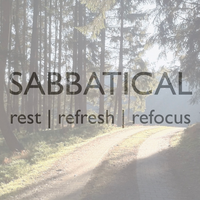 SABBATICAL
rest | refresh | refocus